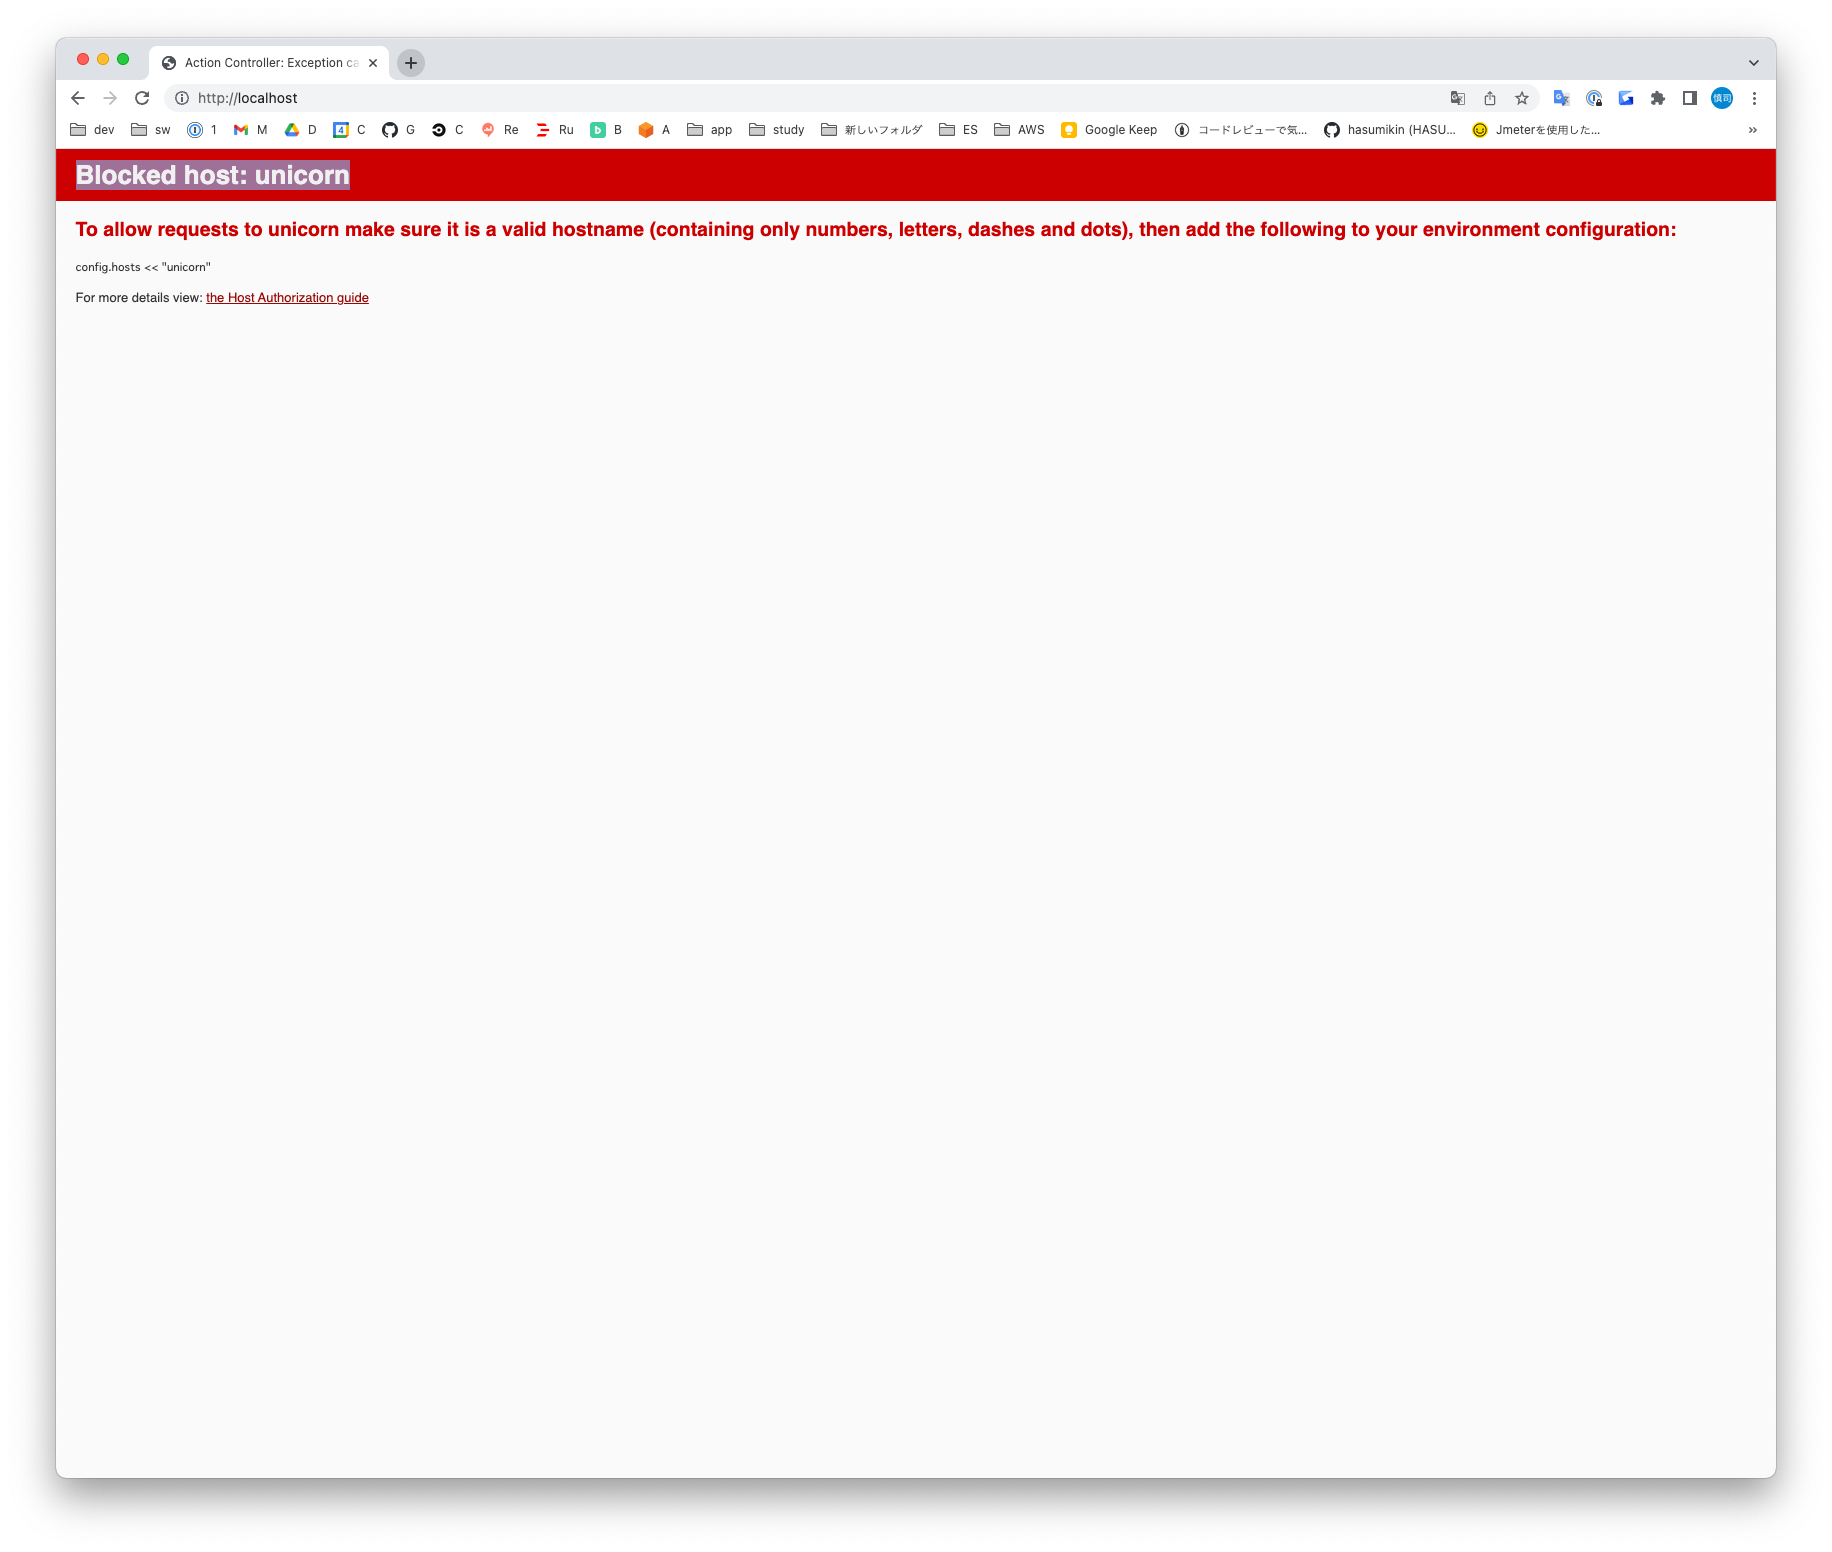 Action Controller: Exception ca
http://localhost
慎司
dev sw 1 M D 4 C G C Re Ru b B A app study 新しいフォルダ ES AWS Google Keep コードレビューで気... hasumikin (HASU... Jmeterを使用した... »
Blocked host: unicorn
To allow requests to unicorn make sure it is a valid hostname (containing only numbers, letters, dashes and dots), then add the following to your environment configuration:
config.hosts << "unicorn"
For more details view: the Host Authorization guide